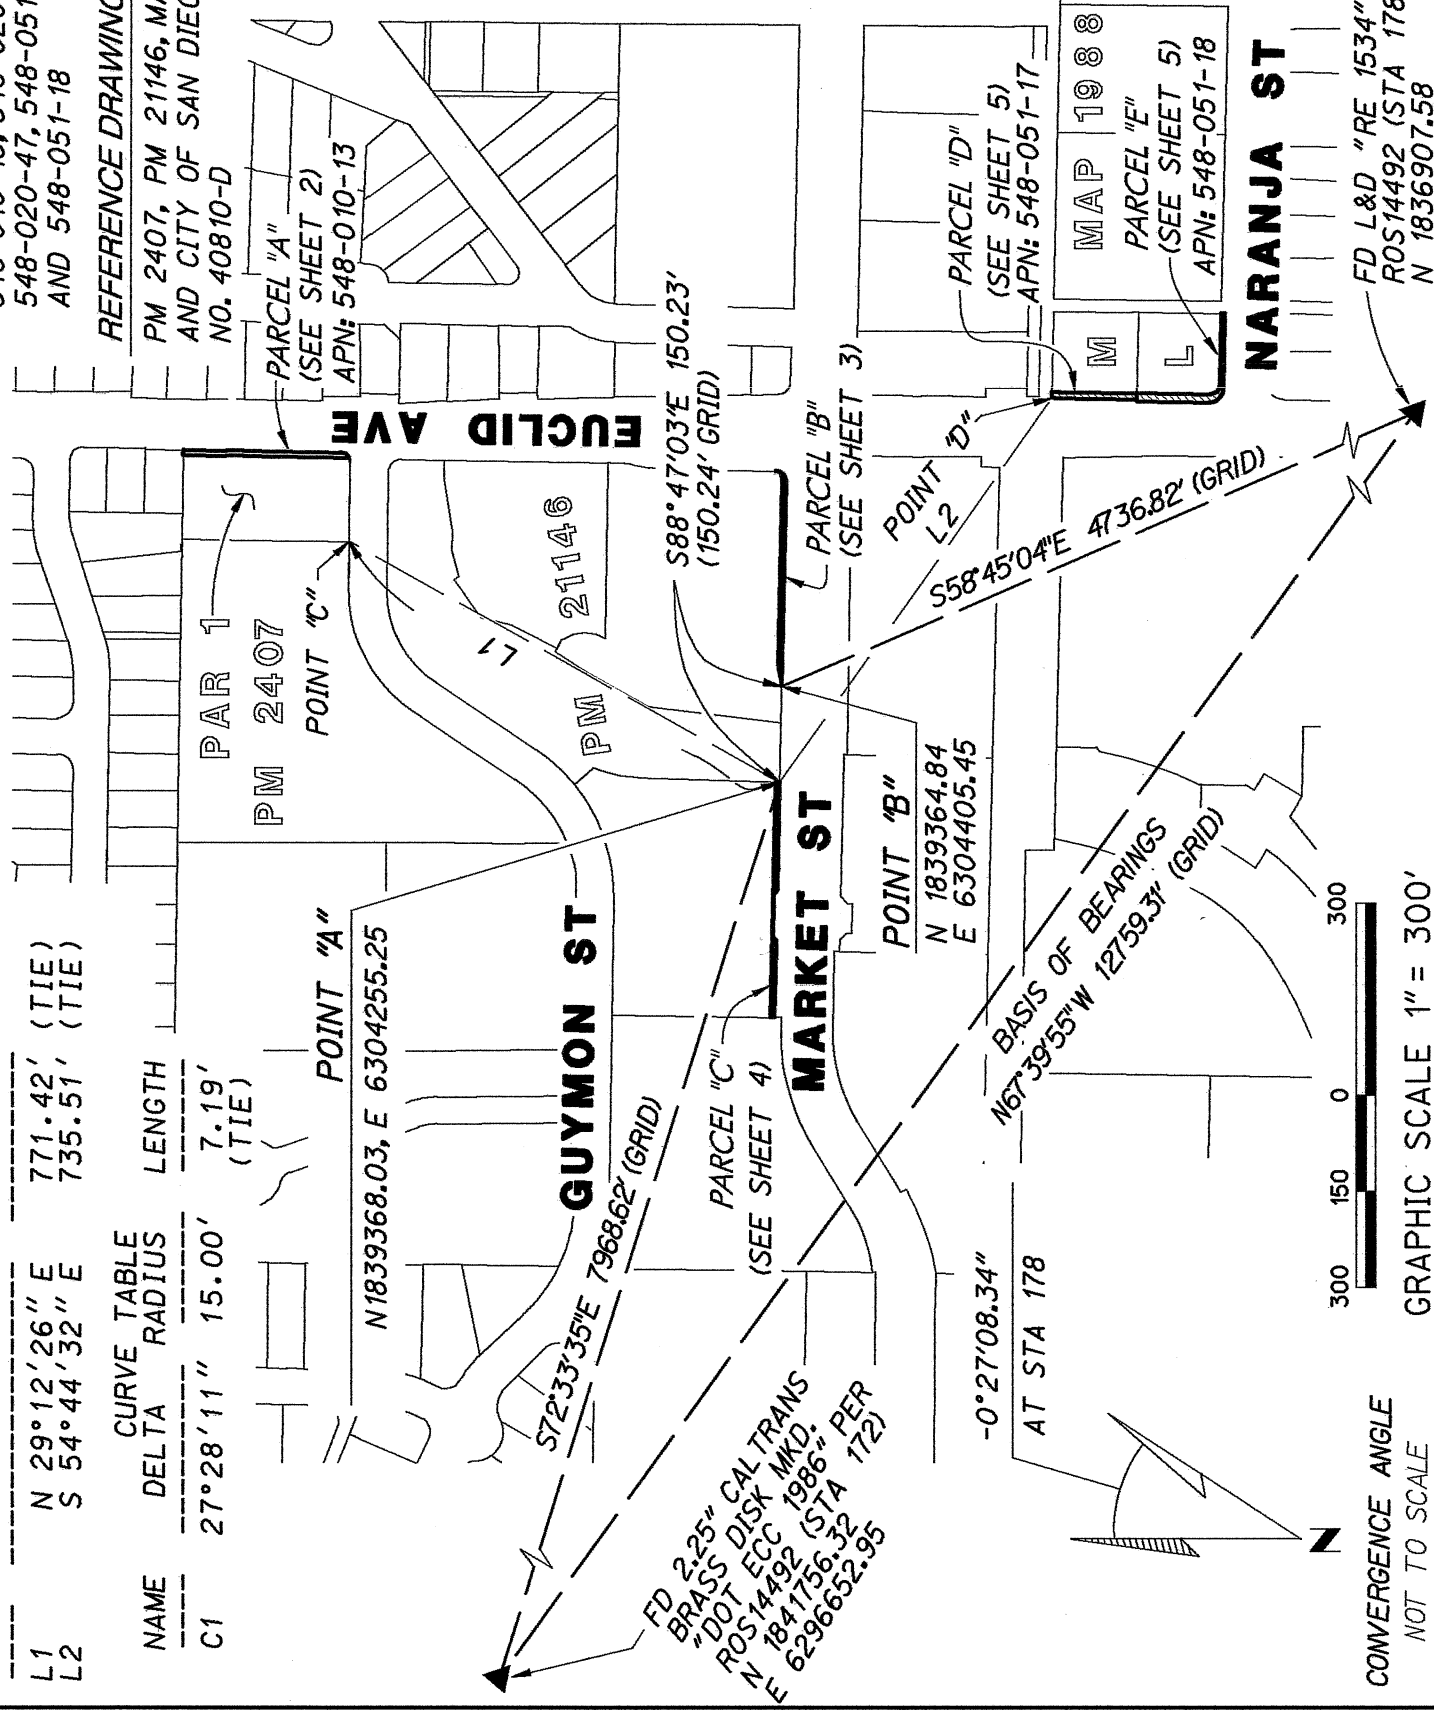 L1 N 29°12'26" E 771.42' (TIE)
L2 S 54°44'32" E 735.51' (TIE)
CURVE TABLE
NAME DELTA RADIUS LENGTH
C1 27°28'11" 15.00' 7.19'
(TIE)
548-020-47, 548-051
AND 548-051-18
REFERENCE DRAWING
PM 2407, PM 21146, MA
AND CITY OF SAN DIEG
NO. 40810-D
PARCEL "A"
(SEE SHEET 2)
APN: 548-010-13
PAR 1
PM 2407
POINT "C"
EUCLID AVE
POINT "A"
N1839368.03, E 6304255.25
L1
PM 21146
S88°47'03"E 150.23'
(150.24' GRID)
GUYMON ST
S72°33'35"E 7968.62' (GRID)
PARCEL "C"
(SEE SHEET 4)
MARKET ST
PARCEL "B"
(SEE SHEET 3)
POINT "B"
N 1839364.84
E 6304405.45
POINT "D"
L2
PARCEL "D"
(SEE SHEET 5)
APN: 548-051-17
MAP 1988
M
L
PARCEL "E"
(SEE SHEET 5)
APN: 548-051-18
NARANJA ST
S58°45'04"E 4736.82' (GRID)
BASIS OF BEARINGS
N67°39'55"W 12759.31' (GRID)
FD 2.25" CALTRANS
BRASS DISK MKD.
"DOT ECC 1986" PER
ROS14492 (STA 172)
N 1841756.32
E 6296652.95
FD L&D "RE 1534"
ROS14492 (STA 178
N 1836907.58
-0°27'08.34"
AT STA 178
N
CONVERGENCE ANGLE
NOT TO SCALE
300 150 0 300
GRAPHIC SCALE 1" = 300'